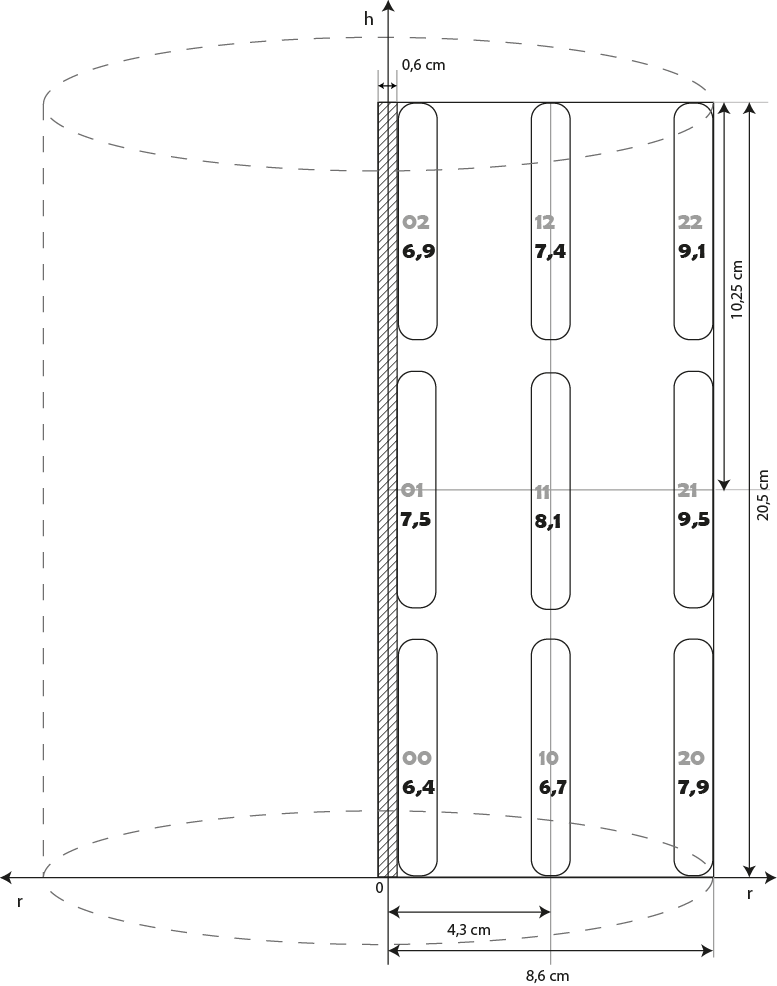 h
0,6 cm
02 12 22
6,9 7,4 9,1
10,25 cm
01 11 21
7,5 8,1 9,5
20,5 cm
00 10 20
6,4 6,7 7,9
0
r r
4,3 cm
8,6 cm